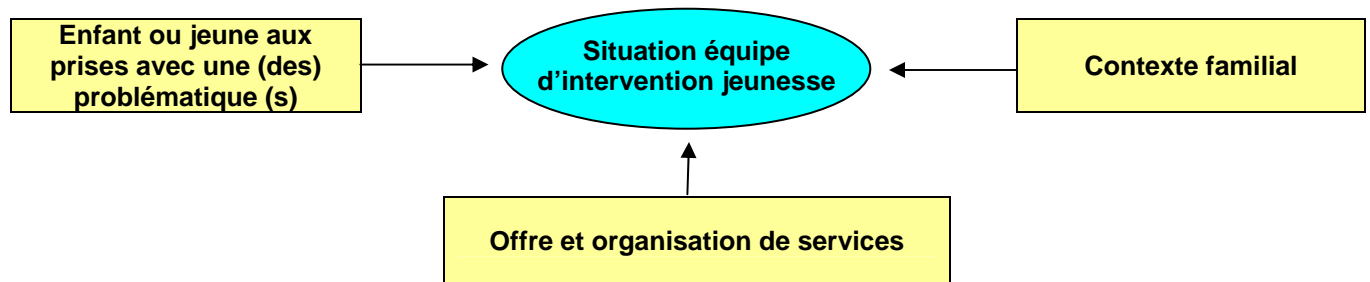 Enfant ou jeune aux
prises avec une (des)
problématique (s)
Situation équipe
d'intervention jeunesse
Contexte familial
Offre et organisation de services